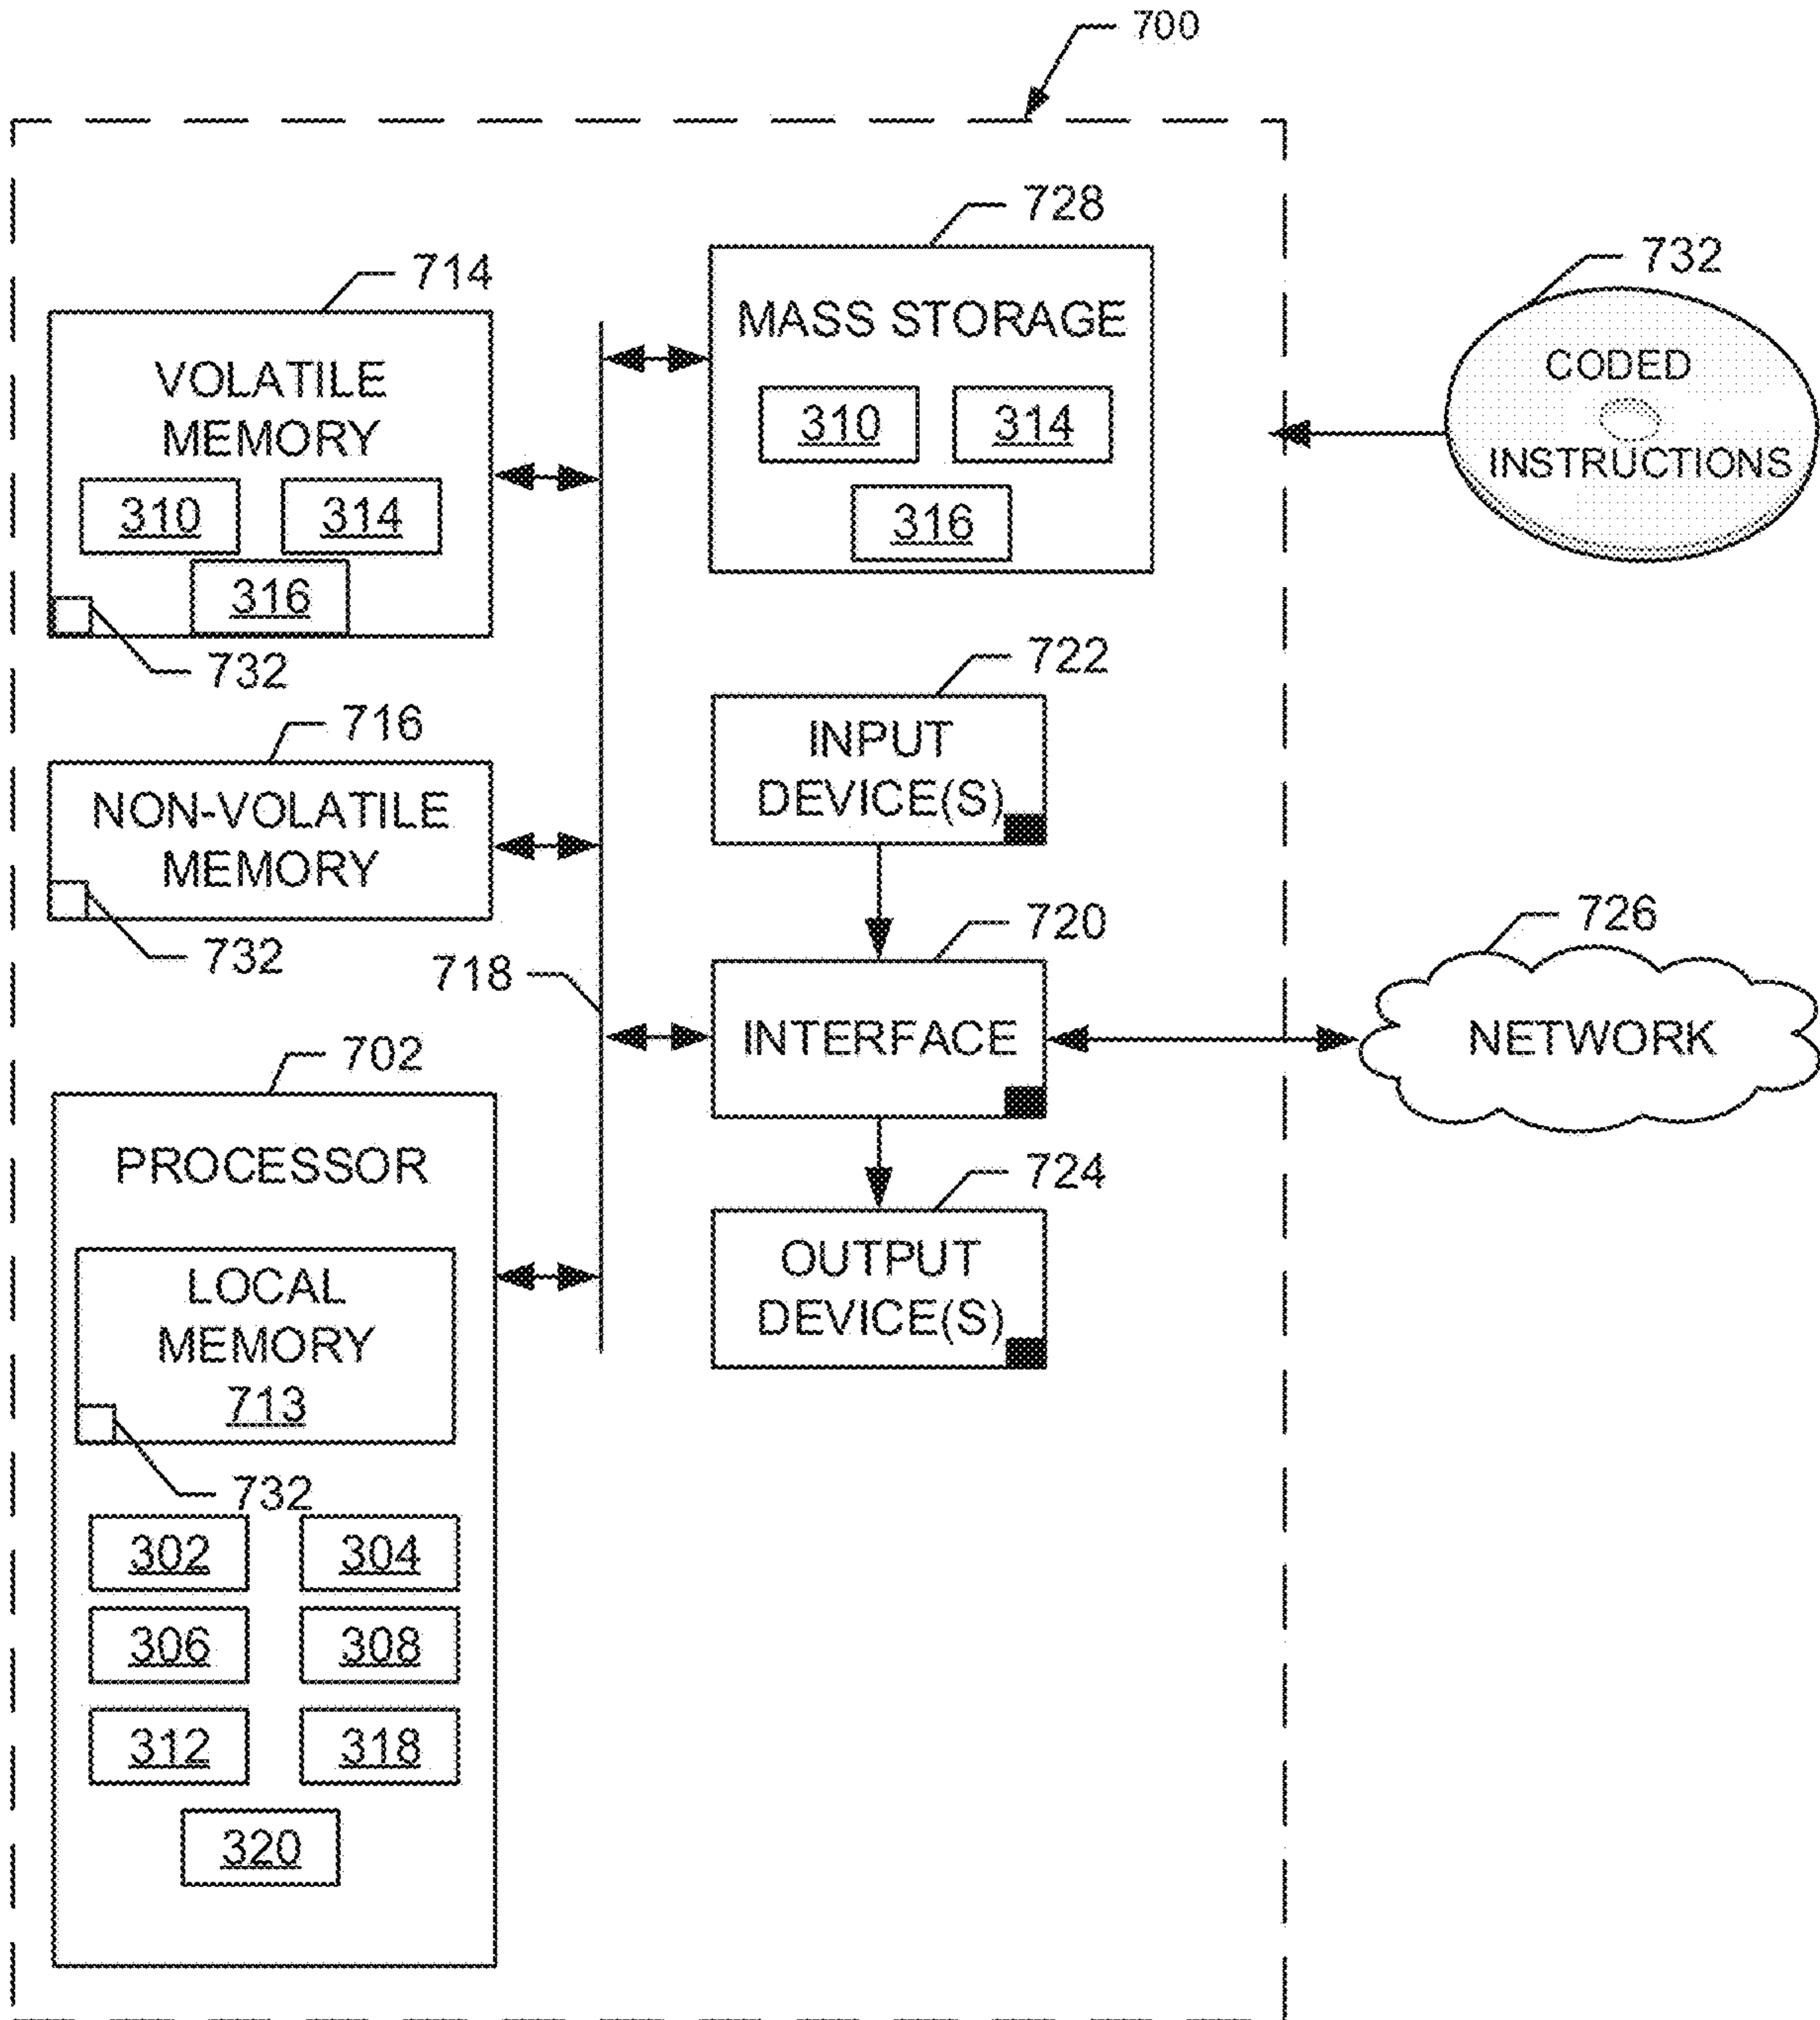 700
728
714
732
MASS STORAGE
VOLATILE
MEMORY
310
314
316
310
314
316
732
CODED
INSTRUCTIONS
722
716
INPUT
DEVICE(S)
NON-VOLATILE
MEMORY
732
718
720
726
INTERFACE
NETWORK
702
PROCESSOR
724
LOCAL
MEMORY
713
OUTPUT
DEVICE(S)
732
302
304
306
308
312
318
320